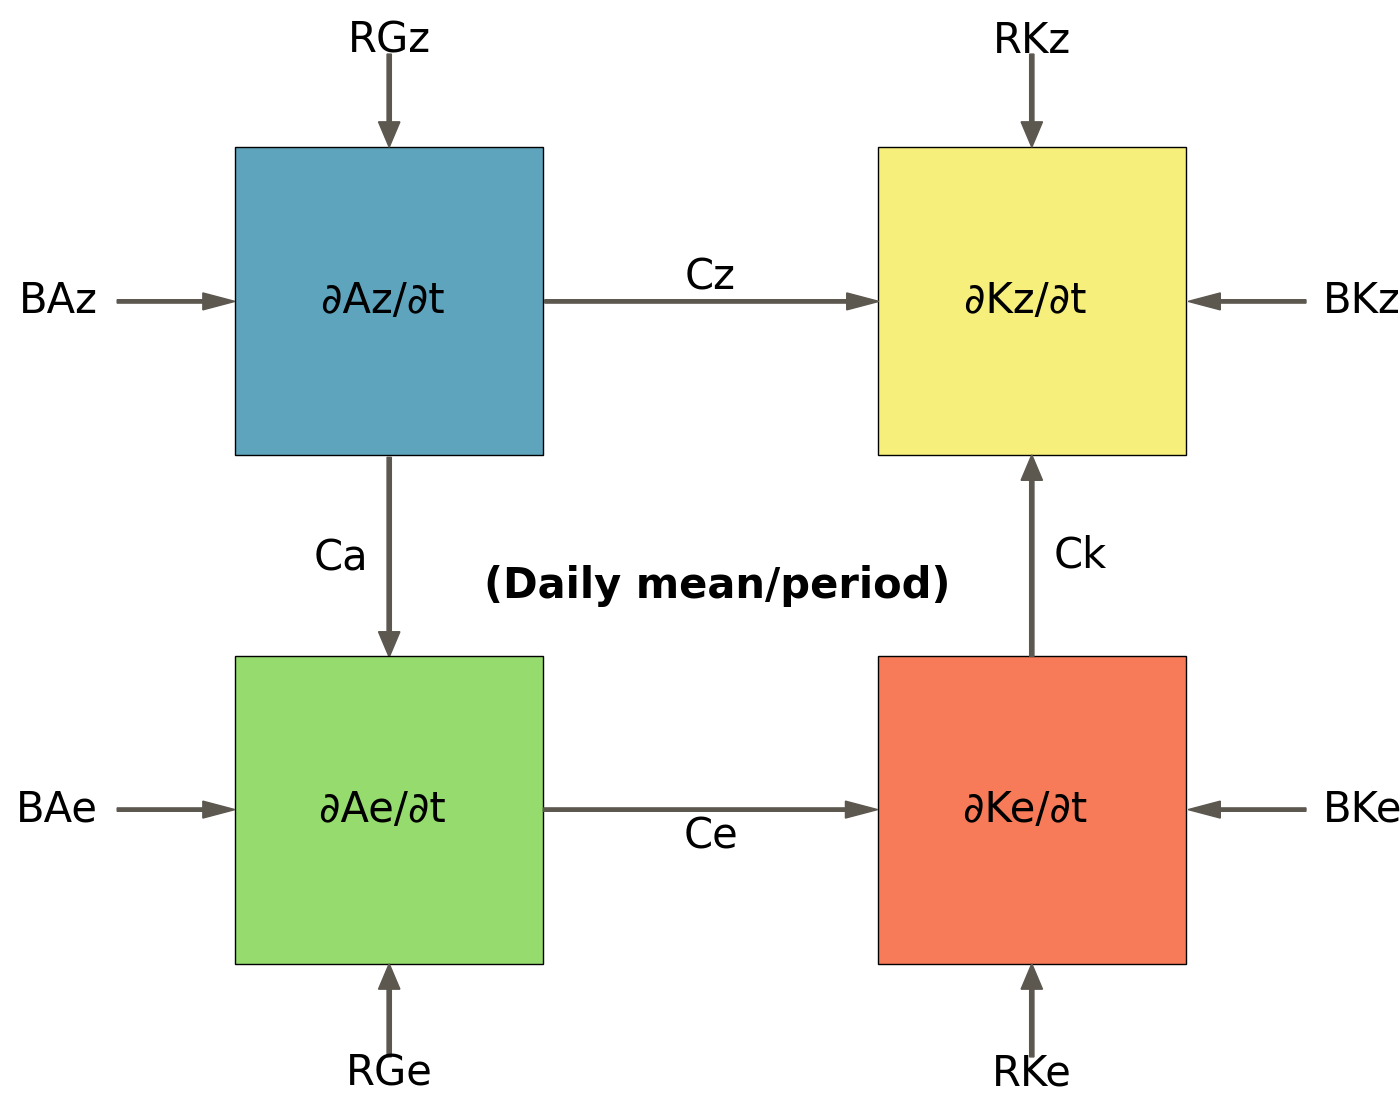 RGz
RKz
BAz
∂Az/∂t
Cz
∂Kz/∂t
BKz
Ca
(Daily mean/period)
Ck
BAe
∂Ae/∂t
Ce
∂Ke/∂t
BKe
RGe
RKe